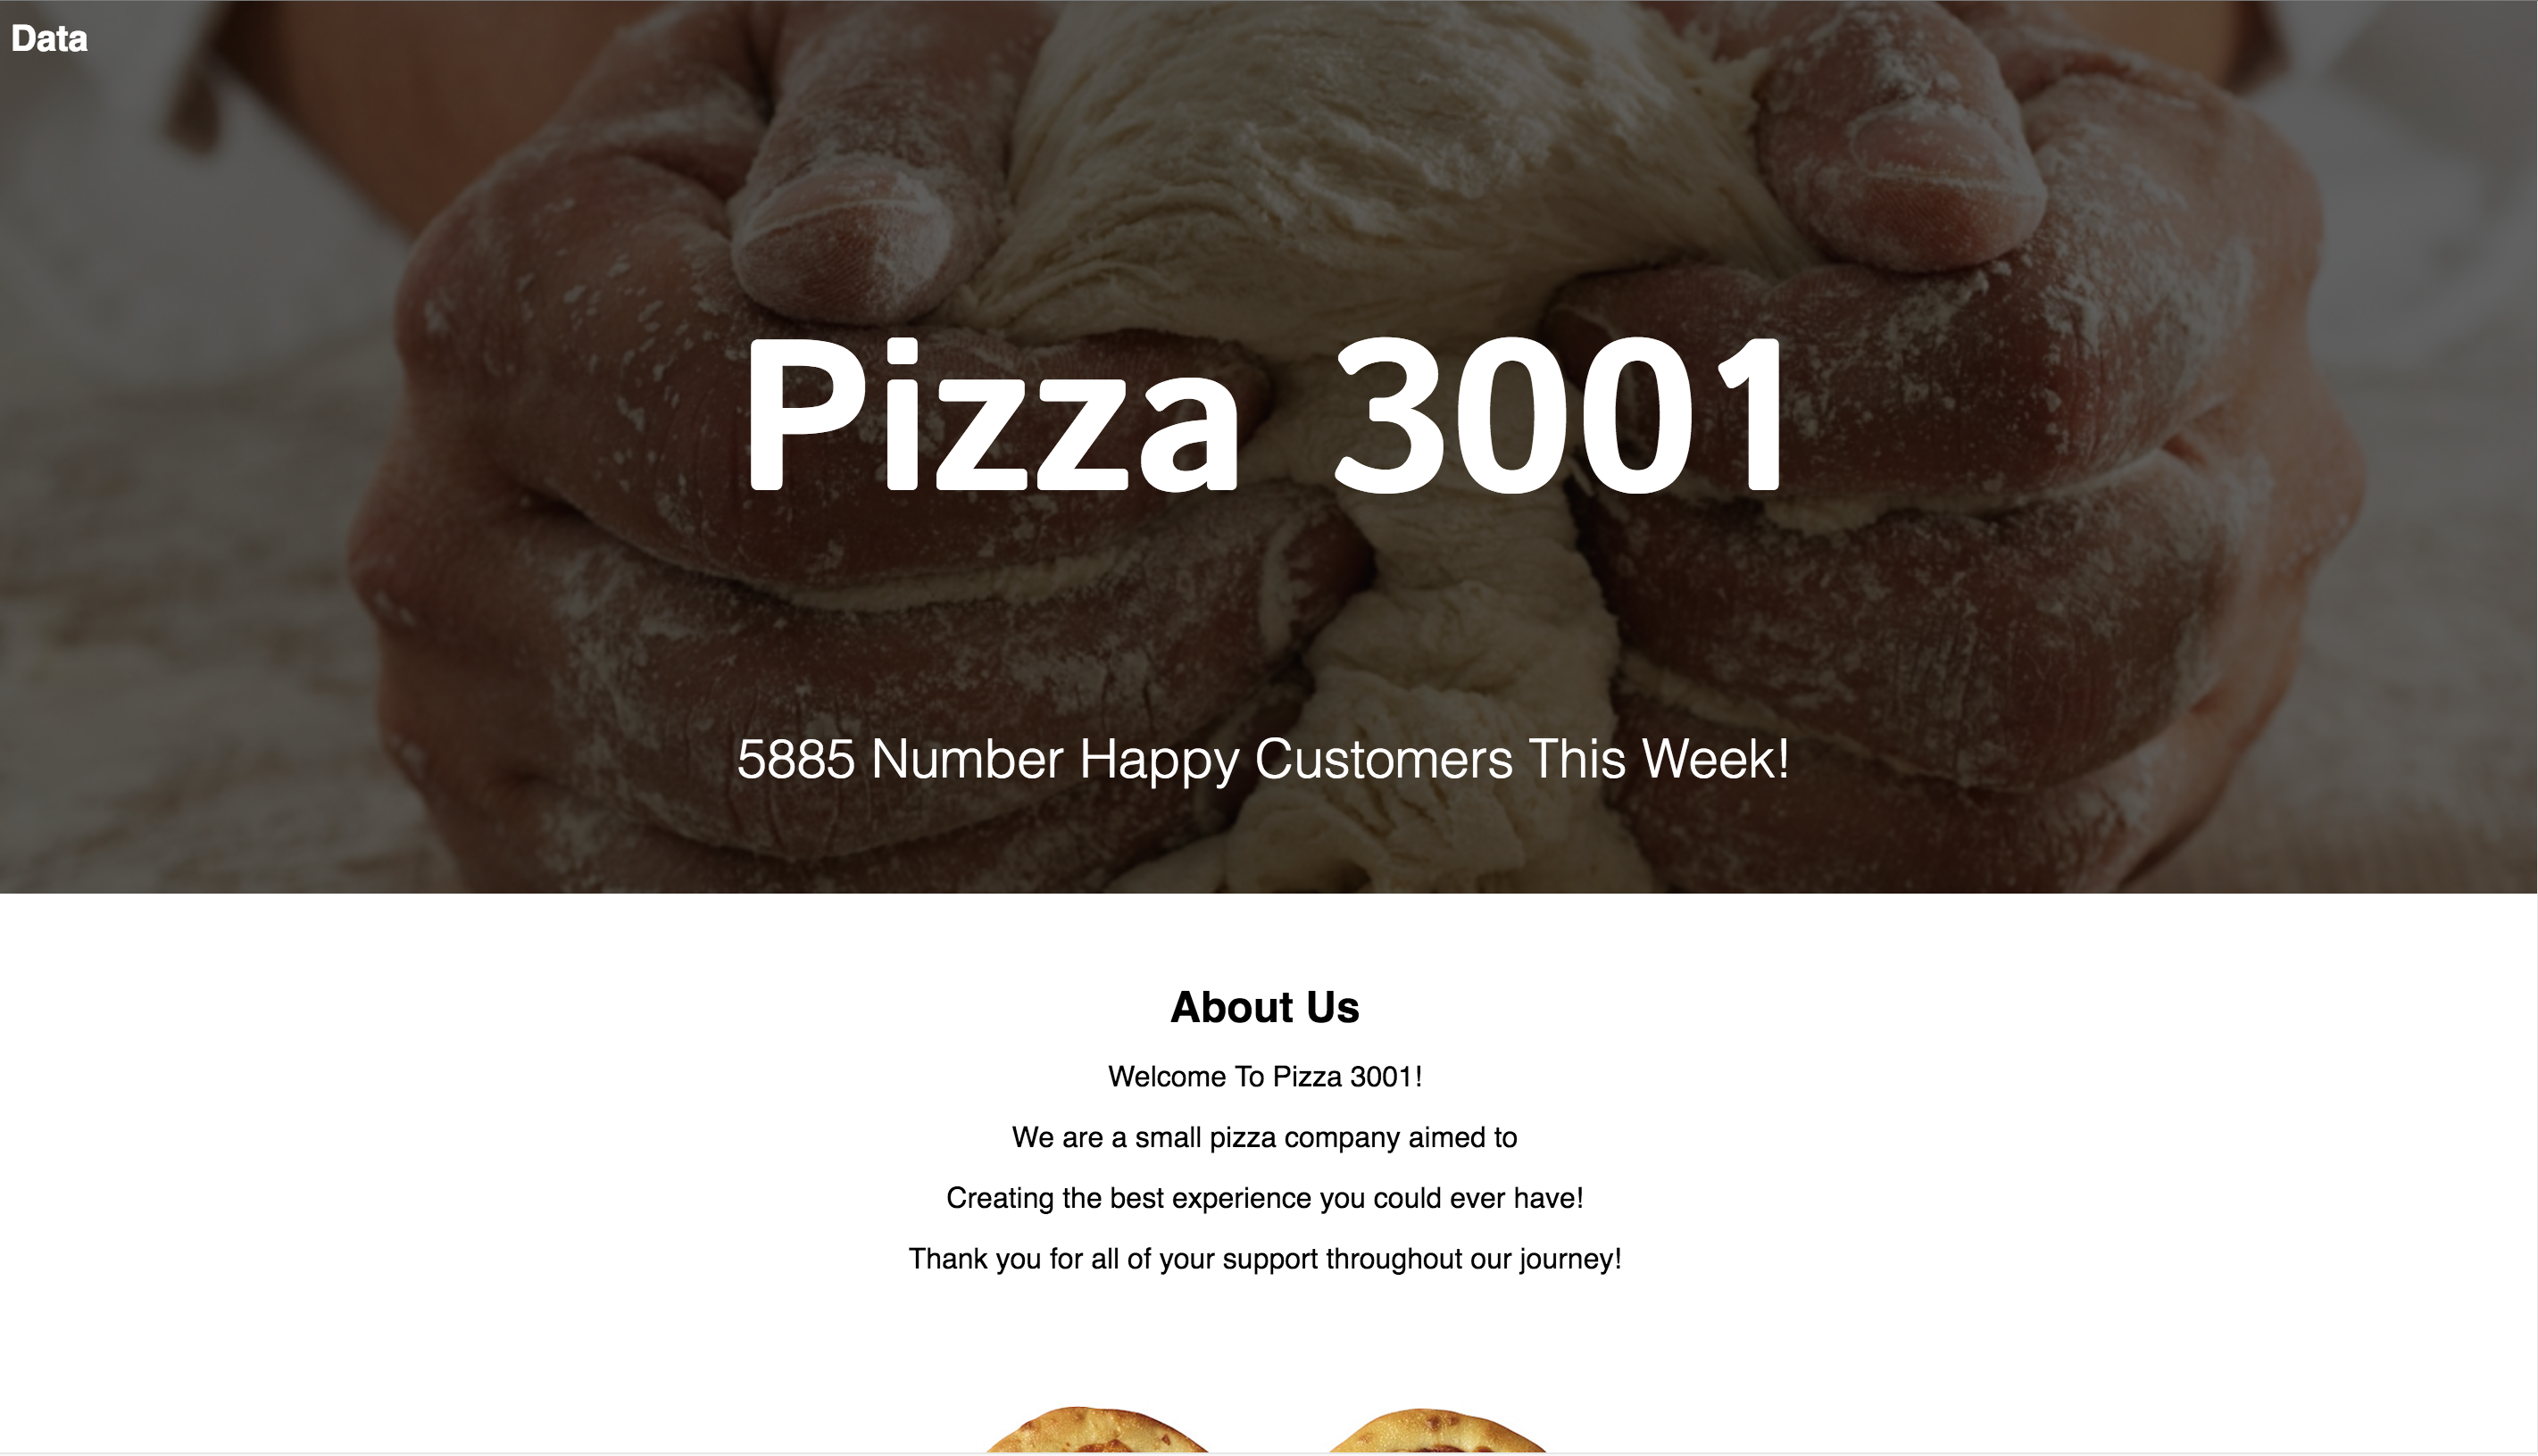 Data
Pizza 3001
5885 Number Happy Customers This Week!
About Us
Welcome To Pizza 3001!
We are a small pizza company aimed to
Creating the best experience you could ever have!
Thank you for all of your support throughout our journey!